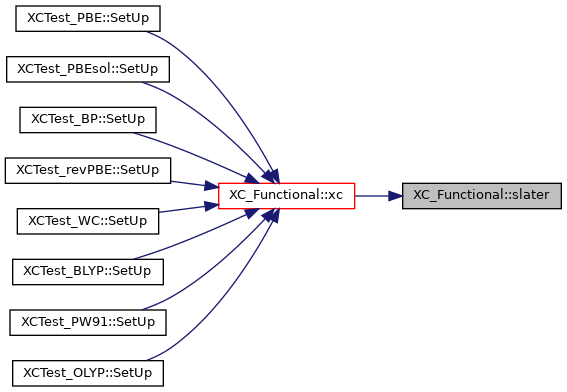 XCTest_PBE::SetUp
XCTest_PBEsol::SetUp
XCTest_BP::SetUp
XCTest_revPBE::SetUp
XC_Functional::xc
XC_Functional::slater
XCTest_WC::SetUp
XCTest_BLYP::SetUp
XCTest_PW91::SetUp
XCTest_OLYP::SetUp